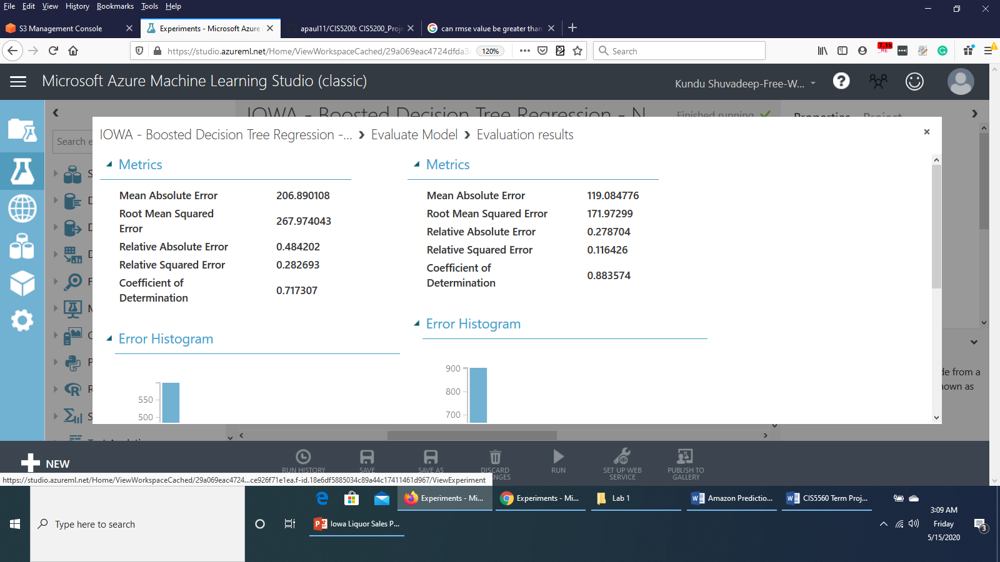 File Edit View History Bookmarks Tools Help
S3 Management Console
Experiments - Microsoft Azure
apaul11/CIS5200: CIS5200_Proje
can rmse value be greater than
https://studio.azureml.net/Home/ViewWorkspaceCached/29a069eac4724dfda3
120%
Search
7.1k
ME
Microsoft Azure Machine Learning Studio (classic)
Kundu Shuvadeep-Free-W...
IOWA - Boosted Decision Tree Regression - N
Finished running
Properties Project
Search e
IOWA - Boosted Decision Tree Regression -... › Evaluate Model › Evaluation results
Metrics
Mean Absolute Error 206.890108
Root Mean Squared
Error 267.974043
Relative Absolute Error 0.484202
Relative Squared Error 0.282693
Coefficient of
Determination 0.717307
Error Histogram
550
500
Metrics
Mean Absolute Error 119.084776
Root Mean Squared Error 171.97299
Relative Absolute Error 0.278704
Relative Squared Error 0.116426
Coefficient of
Determination 0.883574
Error Histogram
900
800
700
S
D
D
D
F
M
C
P
R
S
de from a
nown as
NEW
RUN HISTORY
SAVE
SAVE AS
DISCARD
NGES
RUN
SET UP WEB
SERVICE
PUBLISH TO
GALLERY
https://studio.azureml.net/Home/ViewWorkspaceCached/29a069eac4724...ce926f71e1ea.f-id.18e6df5885034c89a44c17411461d967/ViewExperiment
Experiments - Mi...
Experiments - Mi...
Lab 1
Amazon Predictio...
CIS5560 Term Proj...
Type here to search
Iowa Liquor Sales P...
3:09 AM
Friday
5/15/2020
3